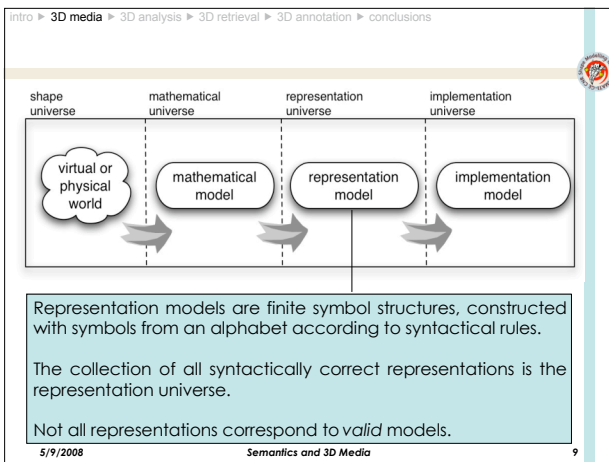 intro ► 3D media ► 3D analysis ► 3D retrieval ► 3D annotation ► conclusions
shape universe
mathematical universe
representation universe
implementation universe
virtual or
physical
world
mathematical
model
representation
model
implementation
model
Representation models are finite symbol structures, constructed
with symbols from an alphabet according to syntactical rules.
The collection of all syntactically correct representations is the
representation universe.
Not all representations correspond to valid models.
5/9/2008 Semantics and 3D Media 9